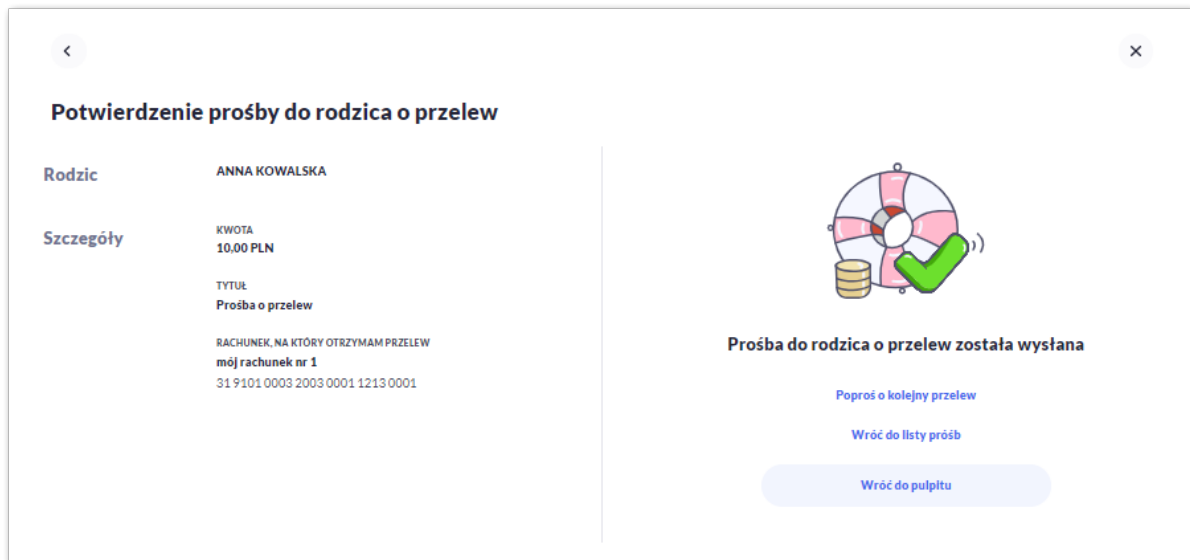 Potwierdzenie prośby do rodzica o przelew
Rodzic
ANNA KOWALSKA
Szczegóły
KWOTA
10,00 PLN
TYTUŁ
Prośba o przelew
RACHUNEK, NA KTÓRY OTRZYMAM PRZELEW
mój rachunek nr 1
31 9101 0003 2003 0001 1213 0001
Prośba do rodzica o przelew została wysłana
Poproś o kolejny przelew
Wróć do listy próśb
Wróć do pulpitu